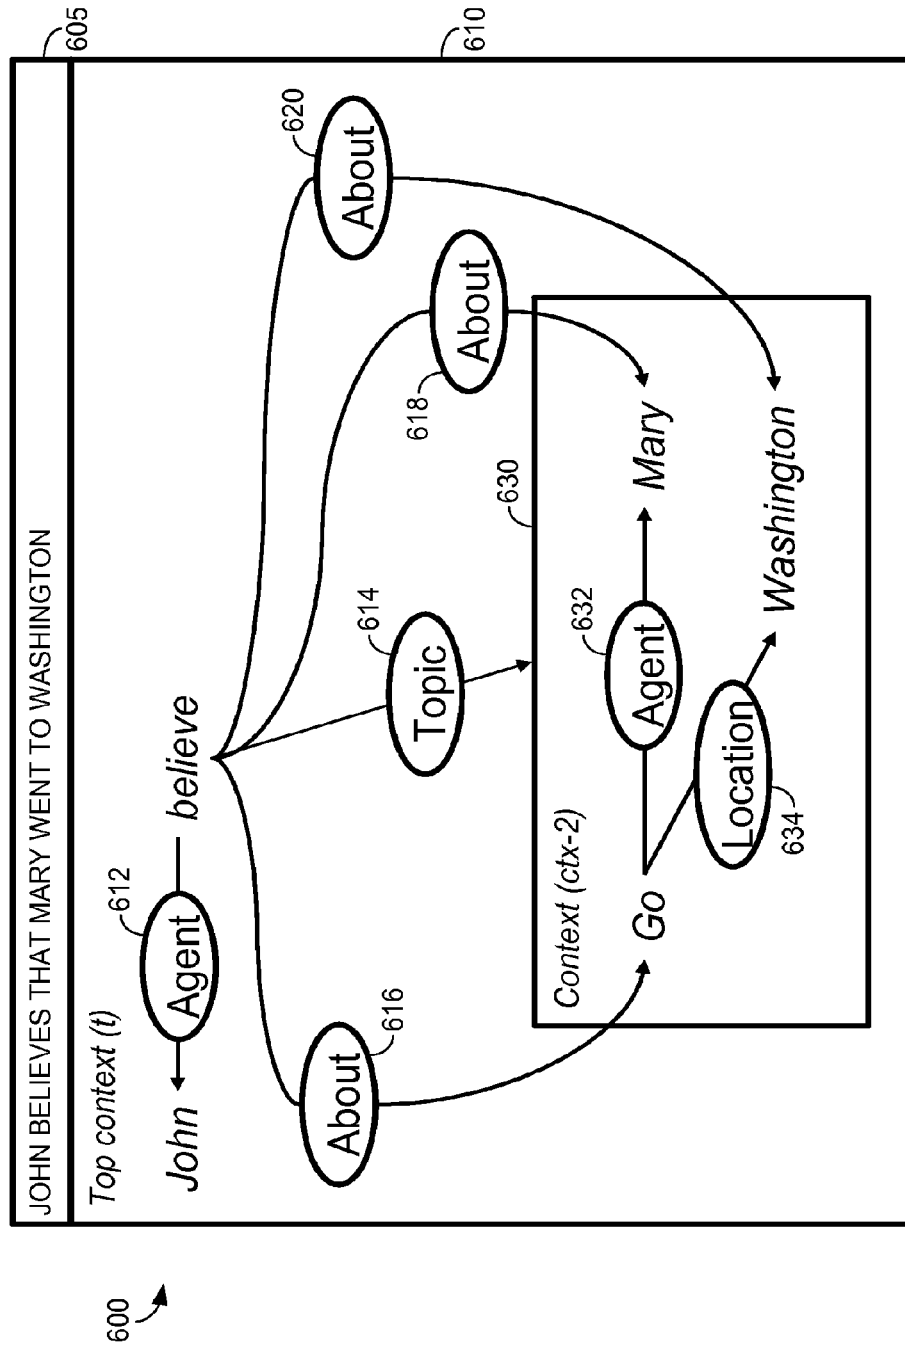 600
JOHN BELIEVES THAT MARY WENT TO WASHINGTON
605
Top context (t)
610
John
Agent
612
believe
About
616
Topic
614
About
618
About
620
630
Context (ctx-2)
Go
Agent
632
Mary
Location
634
Washington